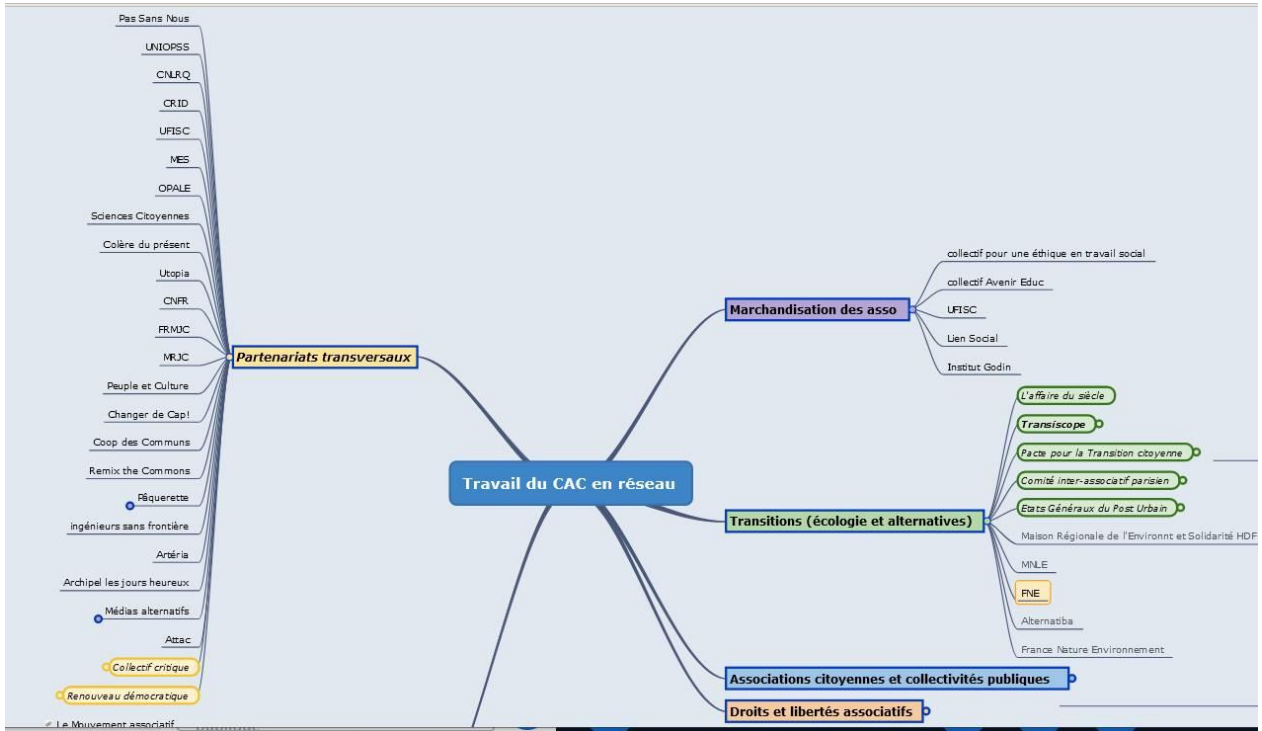 Pas Sans Nous
UNIOPSS
CNLRQ
CRID
UFISC
MES
OPALE
Sciences Citoyennes
Colère du présent
Utopia
CNFR
FRMJC
MRJC
Peuple et Culture
Changer de Cap!
Coop des Communs
Remix the Commons
Pâquerette
ingénieurs sans frontière
Artéria
Archipel les jours heureux
Médias alternatifs
Attac
Collectif critique
Renouveau démocratique
Le Mouvement associatif
Partenariats transversaux
Travail du CAC en réseau
Marchandisation des asso
collectif pour une éthique en travail social
collectif Avenir Educ
UFISC
Lien Social
Institut Godin
Transitions (écologie et alternatives)
L'affaire du siècle
Transiscope
Pacte pour la Transition citoyenne
Comité inter-associatif parisien
Etats Généraux du Post Urbain
Maison Régionale de l'Environnt et Solidarité HDF
MNLE
FNE
Alternatiba
France Nature Environnement
Associations citoyennes et collectivités publiques
Droits et libertés associatifs